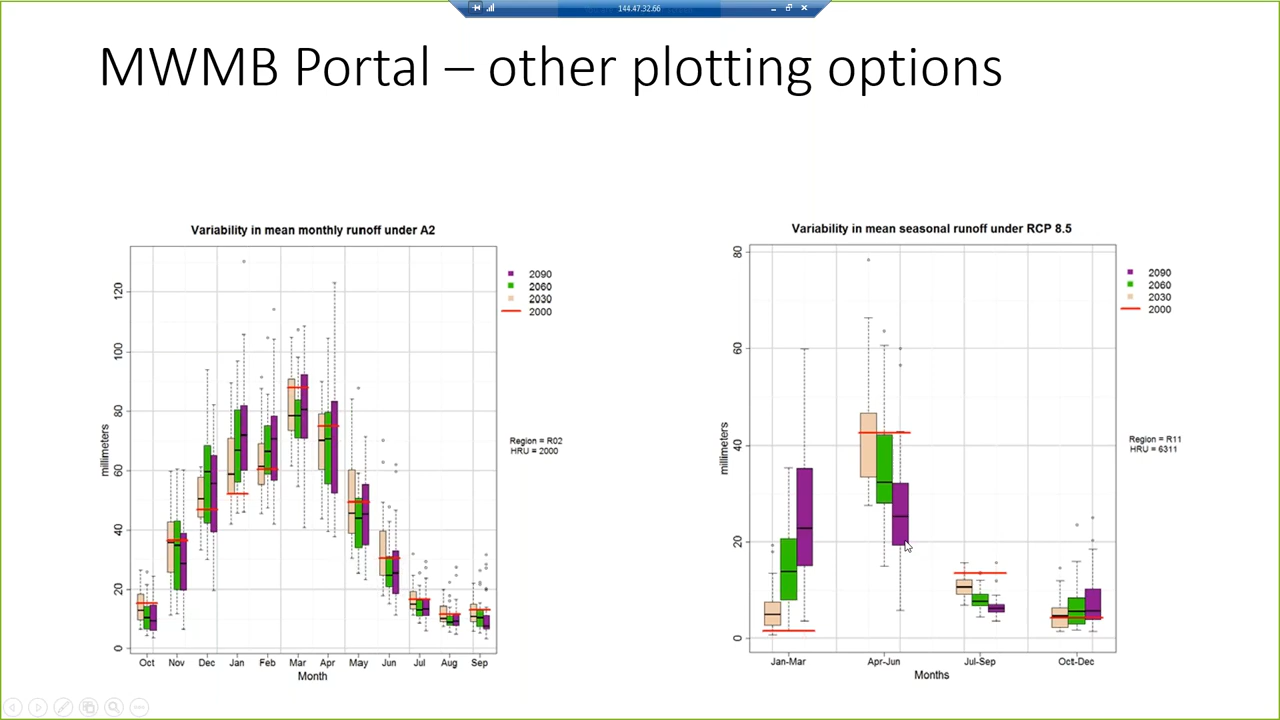 144.47.32.66
MWMB Portal – other plotting options
Variability in mean monthly runoff under A2
millimeters
120
100
80
60
40
20
0
Oct Nov Dec Jan Feb Mar Apr May Jun Jul Aug Sep
Month
2090
2060
2030
2000
Region = R02
HRU = 2000
Variability in mean seasonal runoff under RCP 8.5
millimeters
80
60
40
20
0
Jan-Mar Apr-Jun Jul-Sep Oct-Dec
Months
2090
2060
2030
2000
Region = R11
HRU = 6311